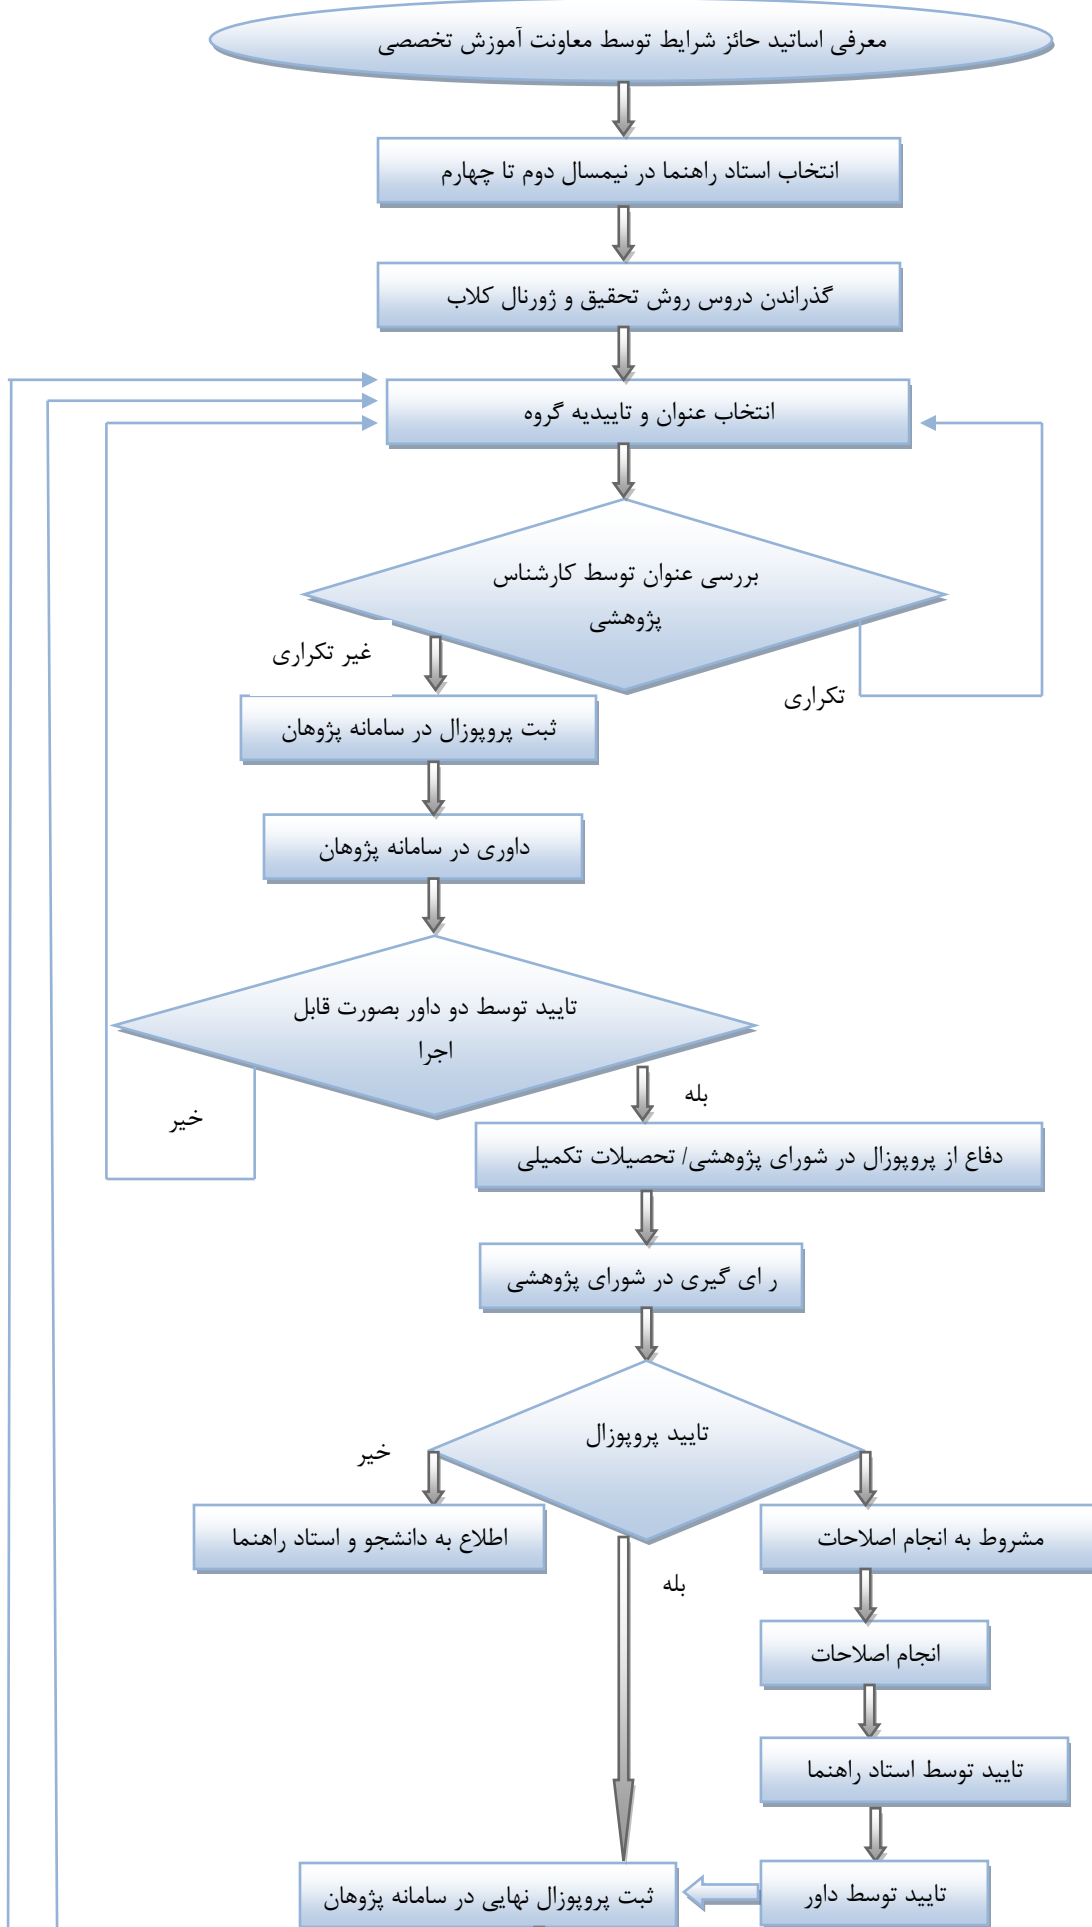 معرفی اساتید حائز شرایط توسط معاونت آموزش تخصصی
انتخاب استاد راهنما در نیمسال دوم تا چهارم
گذراندن دروس روش تحقیق و ژورنال کلاب
انتخاب عنوان و تاییدیه گروه
بررسی عنوان توسط کارشناس
پژوهشی
غیر تکراری
تکراری
ثبت پروپوزال در سامانه پژوهان
داوری در سامانه پژوهان
تایید توسط دو داور بصورت قابل
اجرا
بله
خیر
دفاع از پروپوزال در شورای پژوهشی/ تحصیلات تکمیلی
ر ای گیری در شورای پژوهشی
تایید پروپوزال
خیر
مشروط به انجام اصلاحات
اطلاع به دانشجو و استاد راهنما
بله
انجام اصلاحات
تایید توسط استاد راهنما
تایید توسط داور
ثبت پروپوزال نهایی در سامانه پژوهان